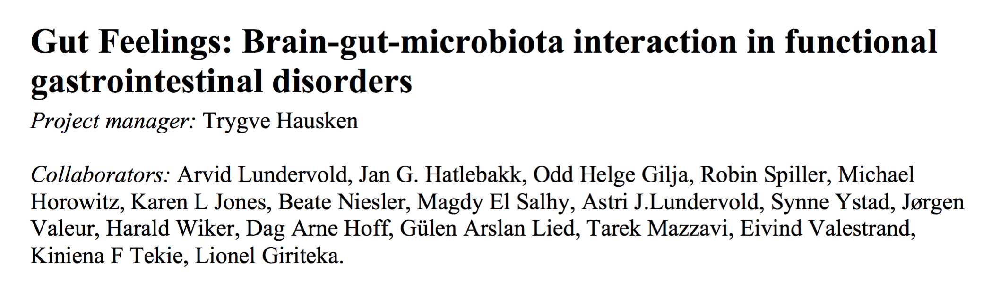 Gut Feelings: Brain-gut-microbiota interaction in functional
gastrointestinal disorders
Project manager: Trygve Hausken
Collaborators: Arvid Lundervold, Jan G. Hatlebakk, Odd Helge Gilja, Robin Spiller, Michael
Horowitz, Karen L Jones, Beate Niesler, Magdy El Salhy, Astri J.Lundervold, Synne Ystad, Jørgen
Valeur, Harald Wiker, Dag Arne Hoff, Gülen Arslan Lied, Tarek Mazzavi, Eivind Valestrand,
Kiniena F Tekie, Lionel Giriteka.